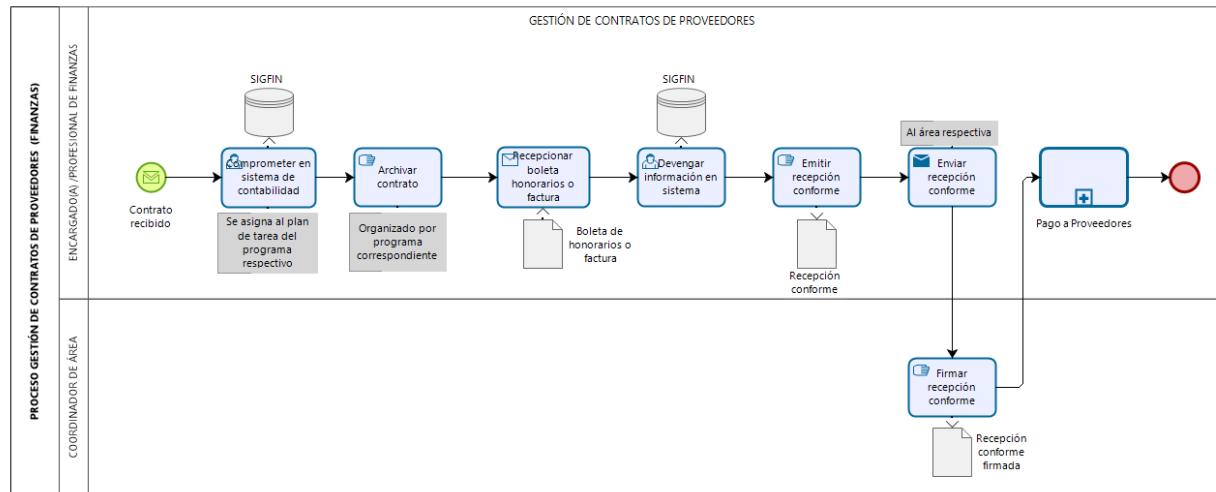 GESTIÓN DE CONTRATOS DE PROVEEDORES
PROCESO GESTIÓN DE CONTRATOS DE PROVEEDORES (FINANZAS)
ENCARGADO(A) /PROFESIONAL DE FINANZAS
Contrato
recibido
SIGFIN
Comprometer en
sistema de
contabilidad
Se asigna al plan
de tarea del
programa
respectivo
Archivar
contrato
Organizado por
programa
correspondiente
Recepcionar
boleta
honorarios o
factura
Boleta de
honorarios o
factura
SIGFIN
Devengar
información en
sistema
Emitir
recepción
conforme
Recepción
conforme
Al área respectiva
Enviar
recepción
conforme
Pago a Proveedores
COORDINADOR DE ÁREA
Firmar
recepción
conforme
Recepción
conforme
firmada